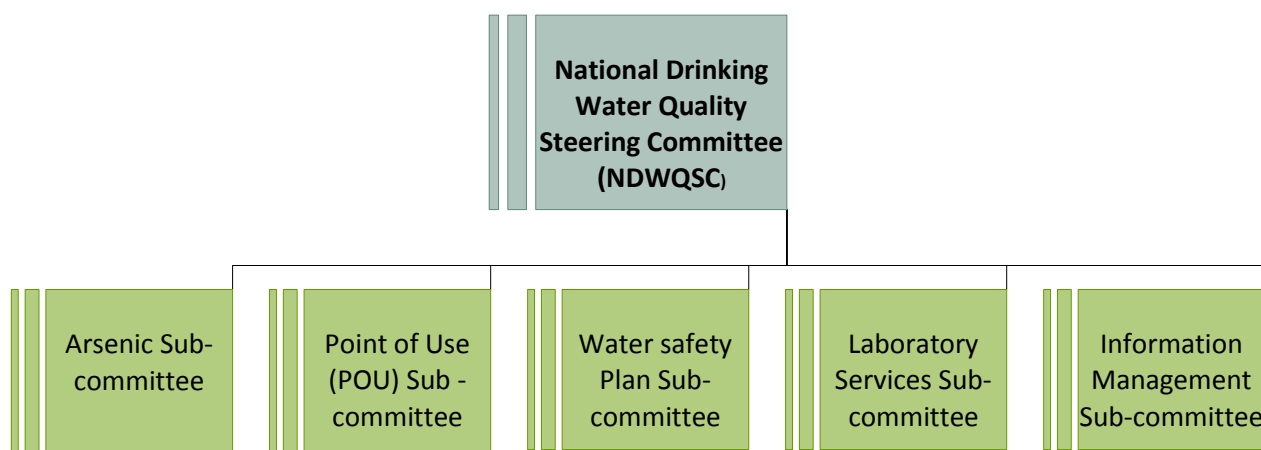 National Drinking
Water Quality
Steering Committee
(NDWQSC)
Arsenic Sub-
committee
Point of Use
(POU) Sub -
committee
Water safety
Plan Sub-
committee
Laboratory
Services Sub-
committee
Information
Management
Sub-committee